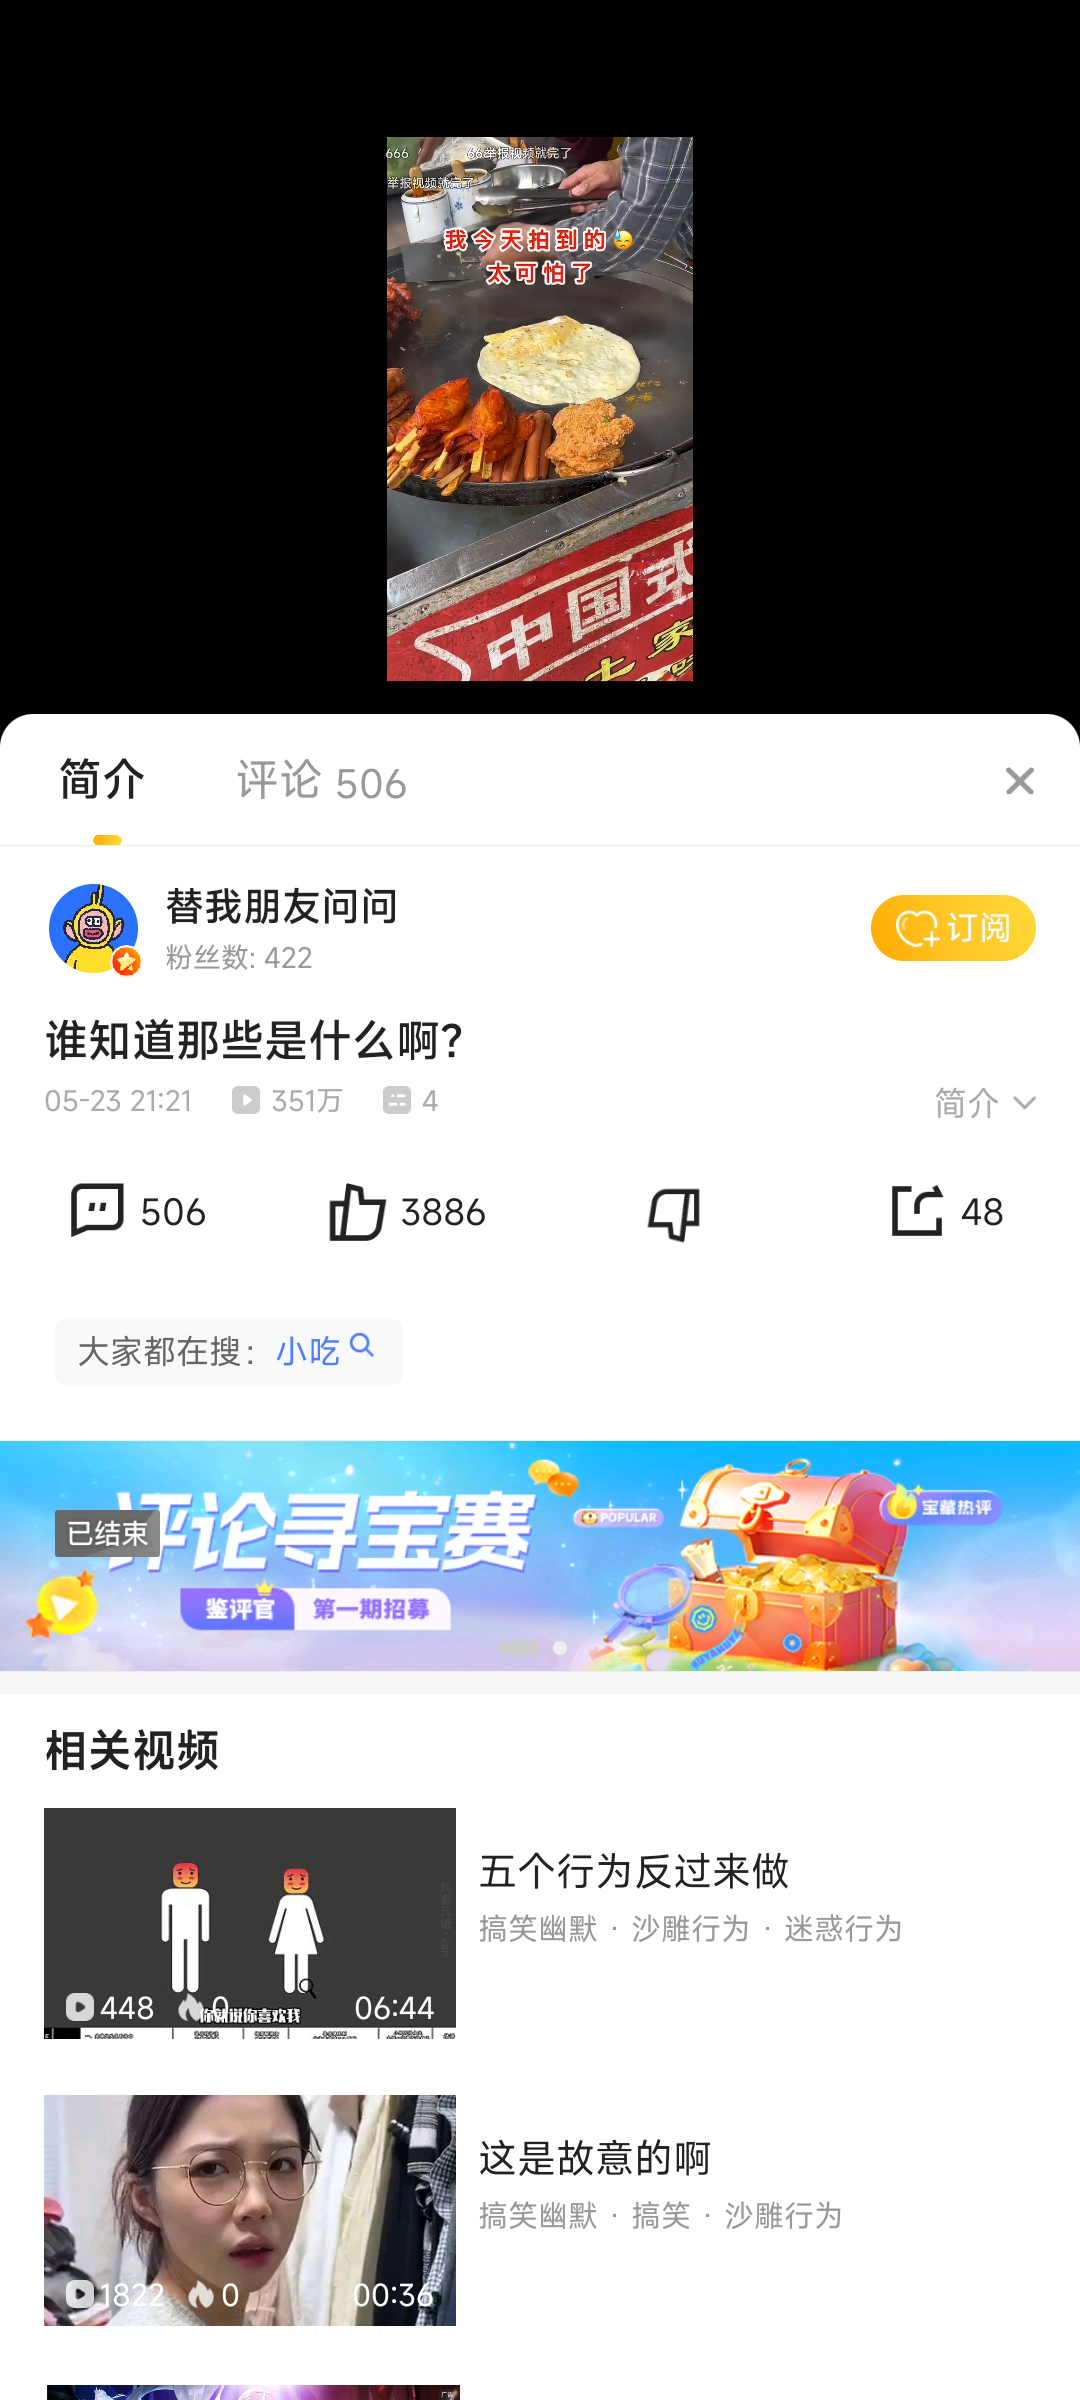 666
66举报视频就完了
举报视频就完了
我今天拍到的😓
太可怕了
中国式
简介
评论 506
替我朋友问问
粉丝数: 422
订阅
谁知道那些是什么啊?
05-23 21:21
351万
4
简介
506
3886
48
大家都在搜：小吃
已结束
评论寻宝赛
POPULAR
宝藏热评
鉴评官
第一期招募
相关视频
你就说你喜欢我
448
0
06:44
五个行为反过来做
搞笑幽默 · 沙雕行为 · 迷惑行为
1822
0
00:36
这是故意的啊
搞笑幽默 · 搞笑 · 沙雕行为